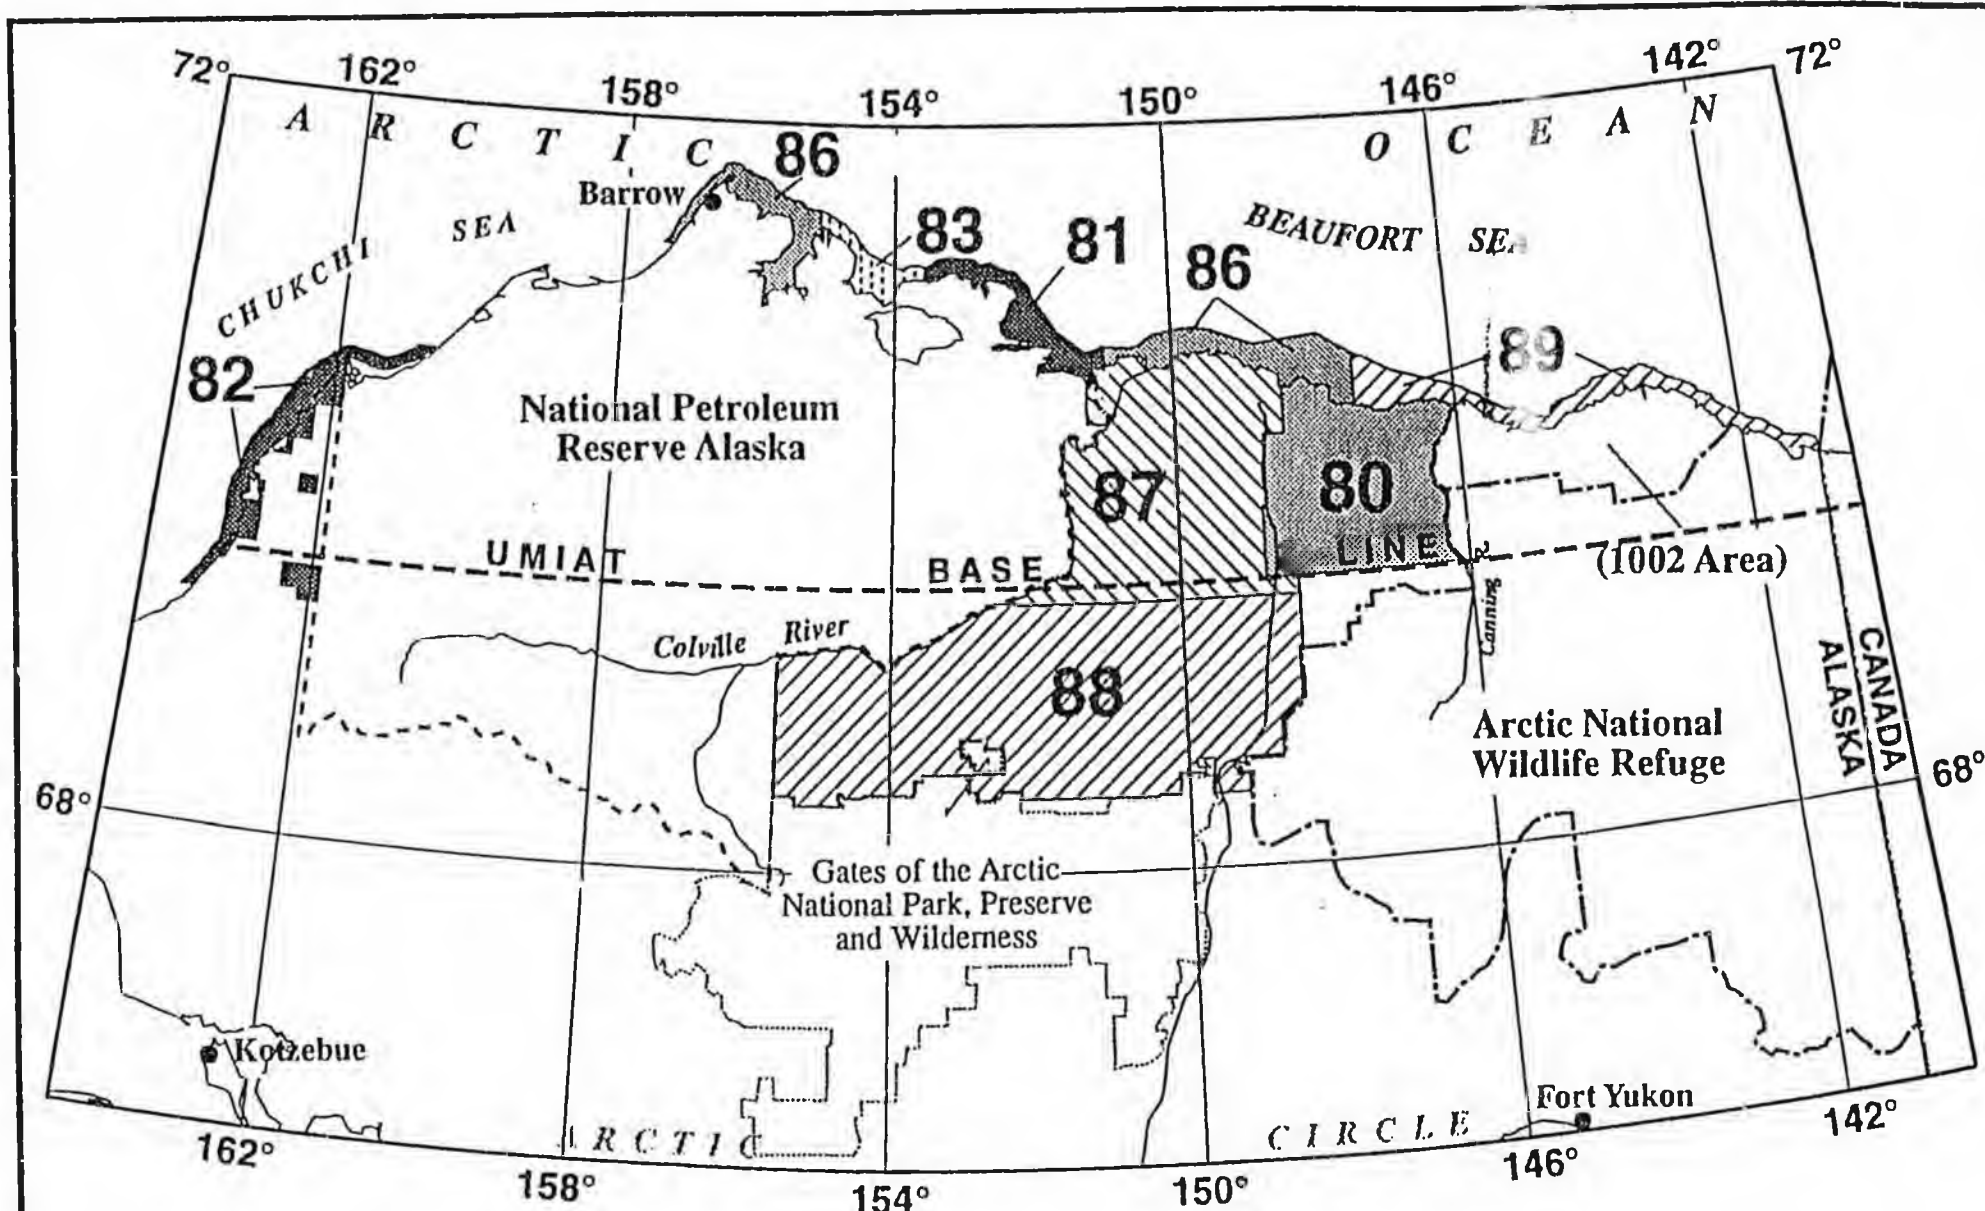 72° 162° 158° 154° 150° 146° 142° 72°
ARCTIC OCEAN
86
Barrow
CHUKCHI SEA
83
81
BEAUFORT SEA
86
82
89
National Petroleum
Reserve Alaska
87
80
UMIAT BASE LINE
(1002 Area)
Canning
Colville River
88
ALASKA
CANADA
Arctic National
Wildlife Refuge
68° 68°
Gates of the Arctic
National Park, Preserve
and Wilderness
Kotzebue
Fort Yukon
ARCTIC CIRCLE
162° 158° 154° 150° 146° 142°